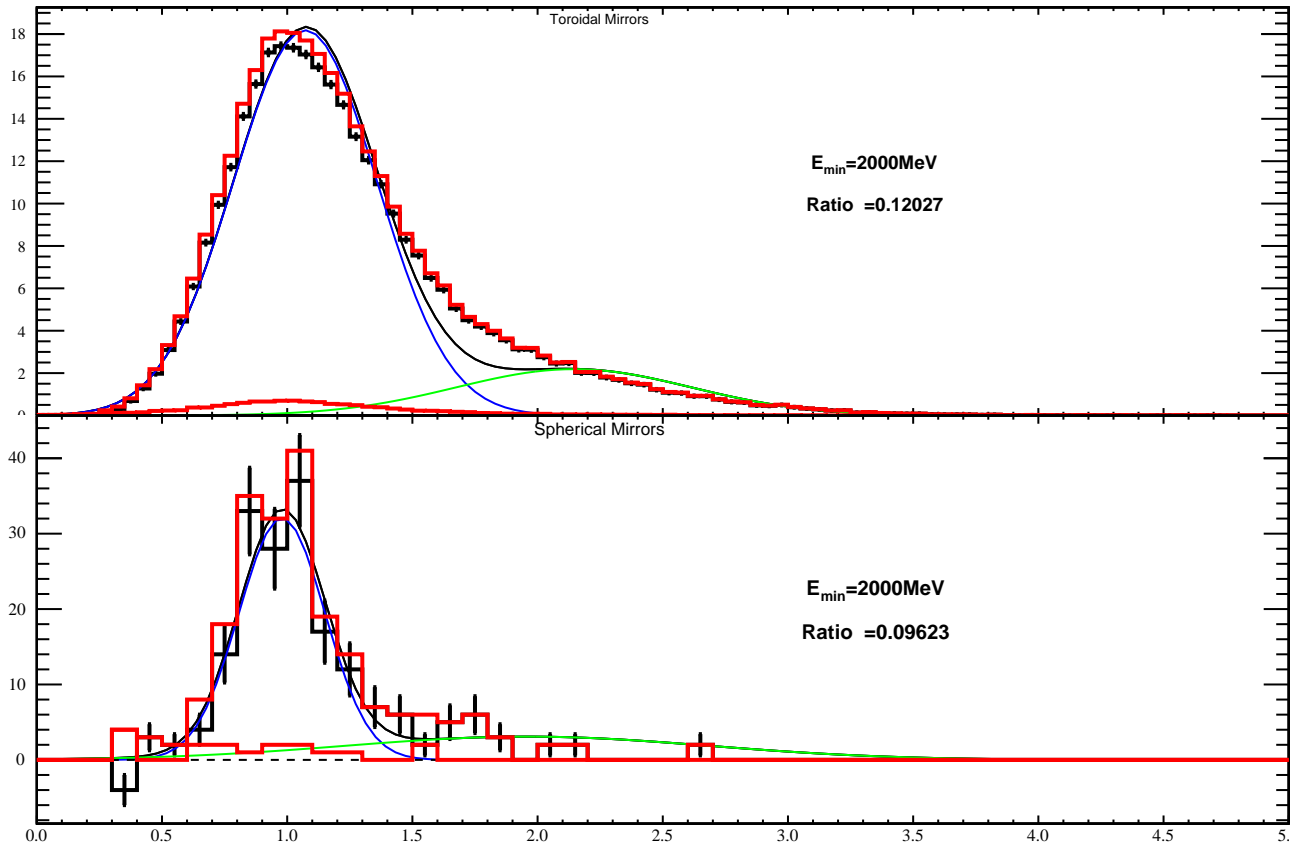 Toroidal Mirrors
18
16
14
12
10
8
6
4
2
0
E_min=2000MeV
Ratio =0.12027
Spherical Mirrors
40
30
20
10
0
E_min=2000MeV
Ratio =0.09623
0.0 0.5 1.0 1.5 2.0 2.5 3.0 3.5 4.0 4.5 5.